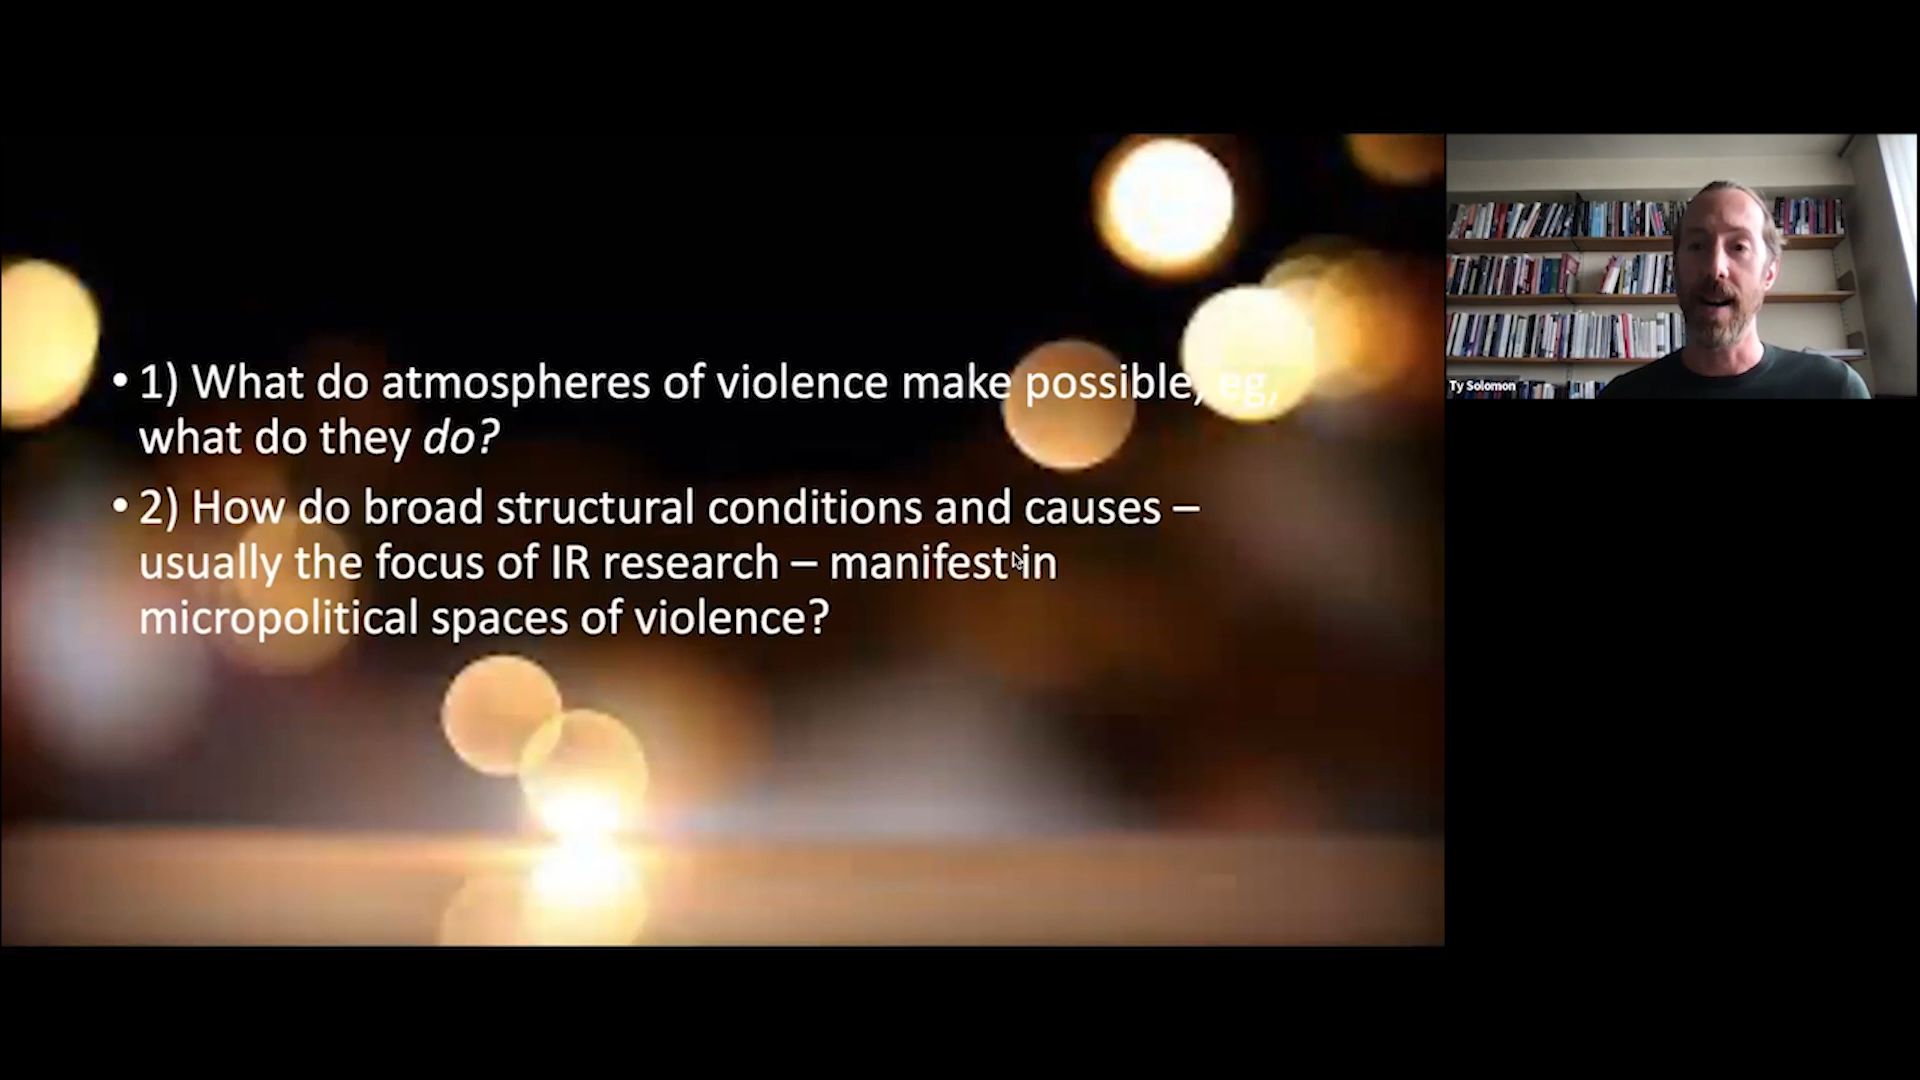 • 1) What do atmospheres of violence make possible, eg,
what do they do?
• 2) How do broad structural conditions and causes –
usually the focus of IR research – manifest in
micropolitical spaces of violence?
Ty Solomon